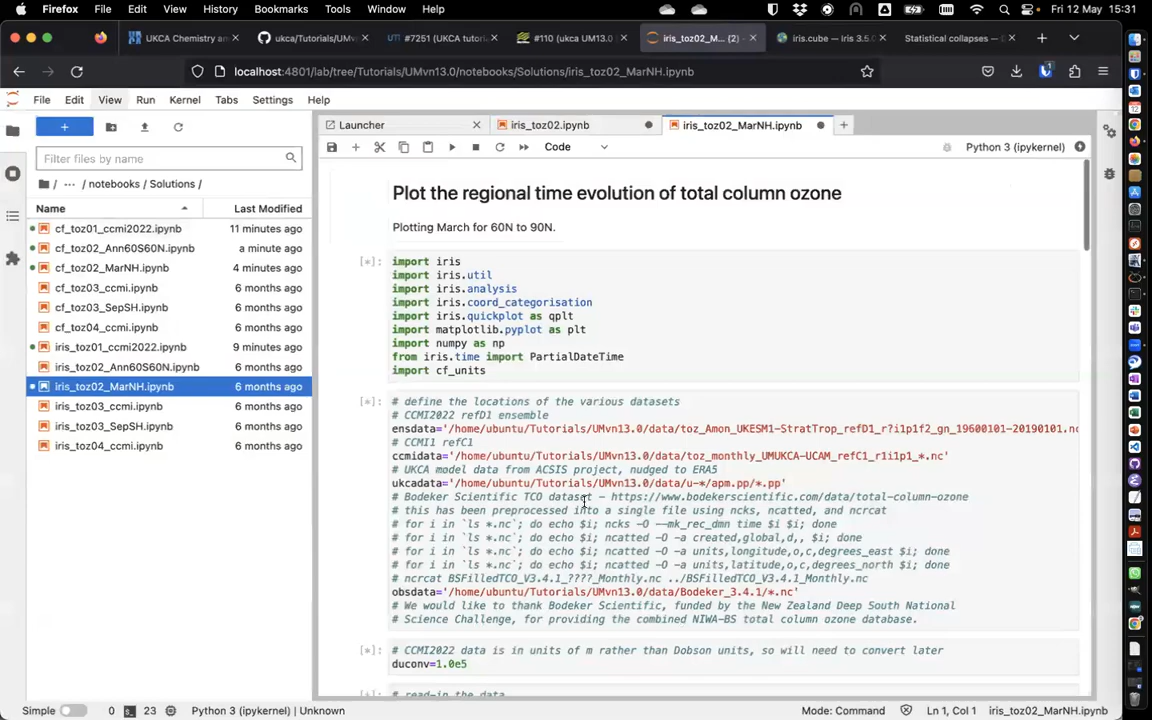 Firefox File Edit View History Bookmarks Tools Window Help Fri 12 May 15:31
UKCA Chemistry a ukca/Tutorials/UMv #7251 (UKCA tutori #110 (ukca UM13.0 iris_toz02_M... (2) iris.cube — iris 3.5. Statistical collapses —
localhost:4801/lab/tree/Tutorials/UMvn13.0/notebooks/Solutions/iris_toz02_MarNH.ipynb
File Edit View Run Kernel Tabs Settings Help
Launcher iris_toz02.ipynb iris_toz02_MarNH.ipynb
Filter files by name
Code Python 3 (ipykernel)
/ ... / notebooks / Solutions /
Name Last Modified
cf_toz01_ccmi2022.ipynb 11 minutes ago
cf_toz02_Ann60S60N.ipynb a minute ago
cf_toz02_MarNH.ipynb 4 minutes ago
cf_toz03_ccmi.ipynb 6 months ago
cf_toz03_SepSH.ipynb 6 months ago
cf_toz04_ccmi.ipynb 6 months ago
iris_toz01_ccmi2022.ipynb 9 minutes ago
iris_toz02_Ann60S60N.ipynb 6 months ago
iris_toz02_MarNH.ipynb 6 months ago
iris_toz03_ccmi.ipynb 6 months ago
iris_toz03_SepSH.ipynb 6 months ago
iris_toz04_ccmi.ipynb 6 months ago
Plot the regional time evolution of total column ozone
Plotting March for 60N to 90N.
[*]: import iris
import iris.util
import iris.analysis
import iris.coord_categorisation
import iris.quickplot as qplt
import matplotlib.pyplot as plt
import numpy as np
from iris.time import PartialDateTime
import cf_units
[*]: # define the locations of the various datasets
# CCMI2022 refD1 ensemble
ensdata='/home/ubuntu/Tutorials/UMvn13.0/data/toz_Amon_UKESM1-StratTrop_refD1_r?i1p1f2_gn_19600101-20190101.nc
# CCMI1 refC1
ccmidata='/home/ubuntu/Tutorials/UMvn13.0/data/toz_monthly_UMUKCA-UCAM_refC1_r1i1p1_*.nc'
# UKCA model data from ACSIS project, nudged to ERA5
ukcadata='/home/ubuntu/Tutorials/UMvn13.0/data/u-*/apm.pp/*.pp'
# Bodeker Scientific TCO dataset - https://www.bodekerscientific.com/data/total-column-ozone
# this has been preprocessed into a single file using ncks, ncatted, and ncrcat
# for i in `ls *.nc`; do echo $i; ncks -O --mk_rec_dmn time $i $i; done
# for i in `ls *.nc`; do echo $i; ncatted -O -a created,global,d,, $i; done
# for i in `ls *.nc`; do echo $i; ncatted -O -a units,longitude,o,c,degrees_east $i; done
# for i in `ls *.nc`; do echo $i; ncatted -O -a units,latitude,o,c,degrees_north $i; done
# ncrcat BSFilledTCO_V3.4.1_????_Monthly.nc ../BSFilledTCO_V3.4.1_Monthly.nc
obsdata='/home/ubuntu/Tutorials/UMvn13.0/data/Bodeker_3.4.1/*.nc'
# We would like to thank Bodeker Scientific, funded by the New Zealand Deep South National
# Science Challenge, for providing the combined NIWA-BS total column ozone database.
[*]: # CCMI2022 data is in units of m rather than Dobson units, so will need to convert later
duconv=1.0e5
[*]: # read-in the data
Simple 0 23 Python 3 (ipykernel) | Unknown Mode: Command Ln 1, Col 1 iris_toz02_MarNH.ipynb